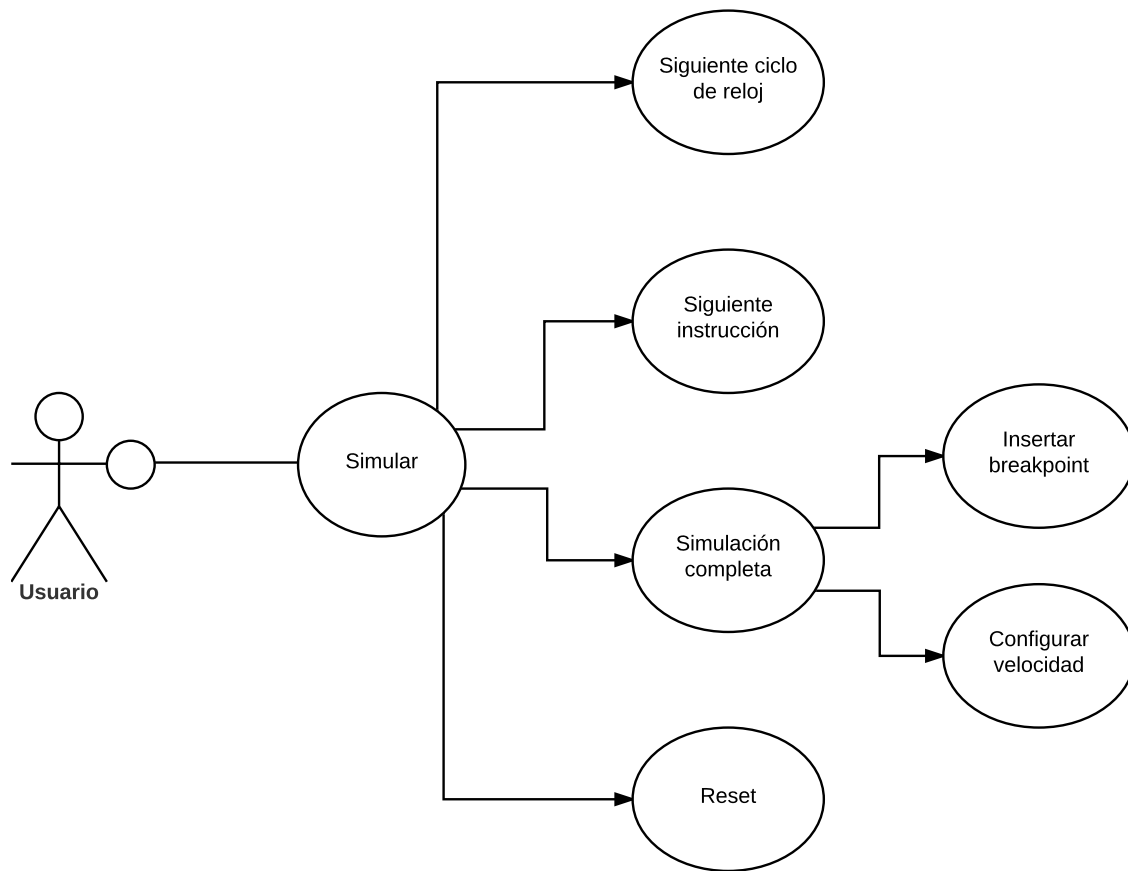 Siguiente ciclo
de reloj
Siguiente
instrucción
Insertar
breakpoint
Simular
Simulación
completa
Usuario
Configurar
velocidad
Reset